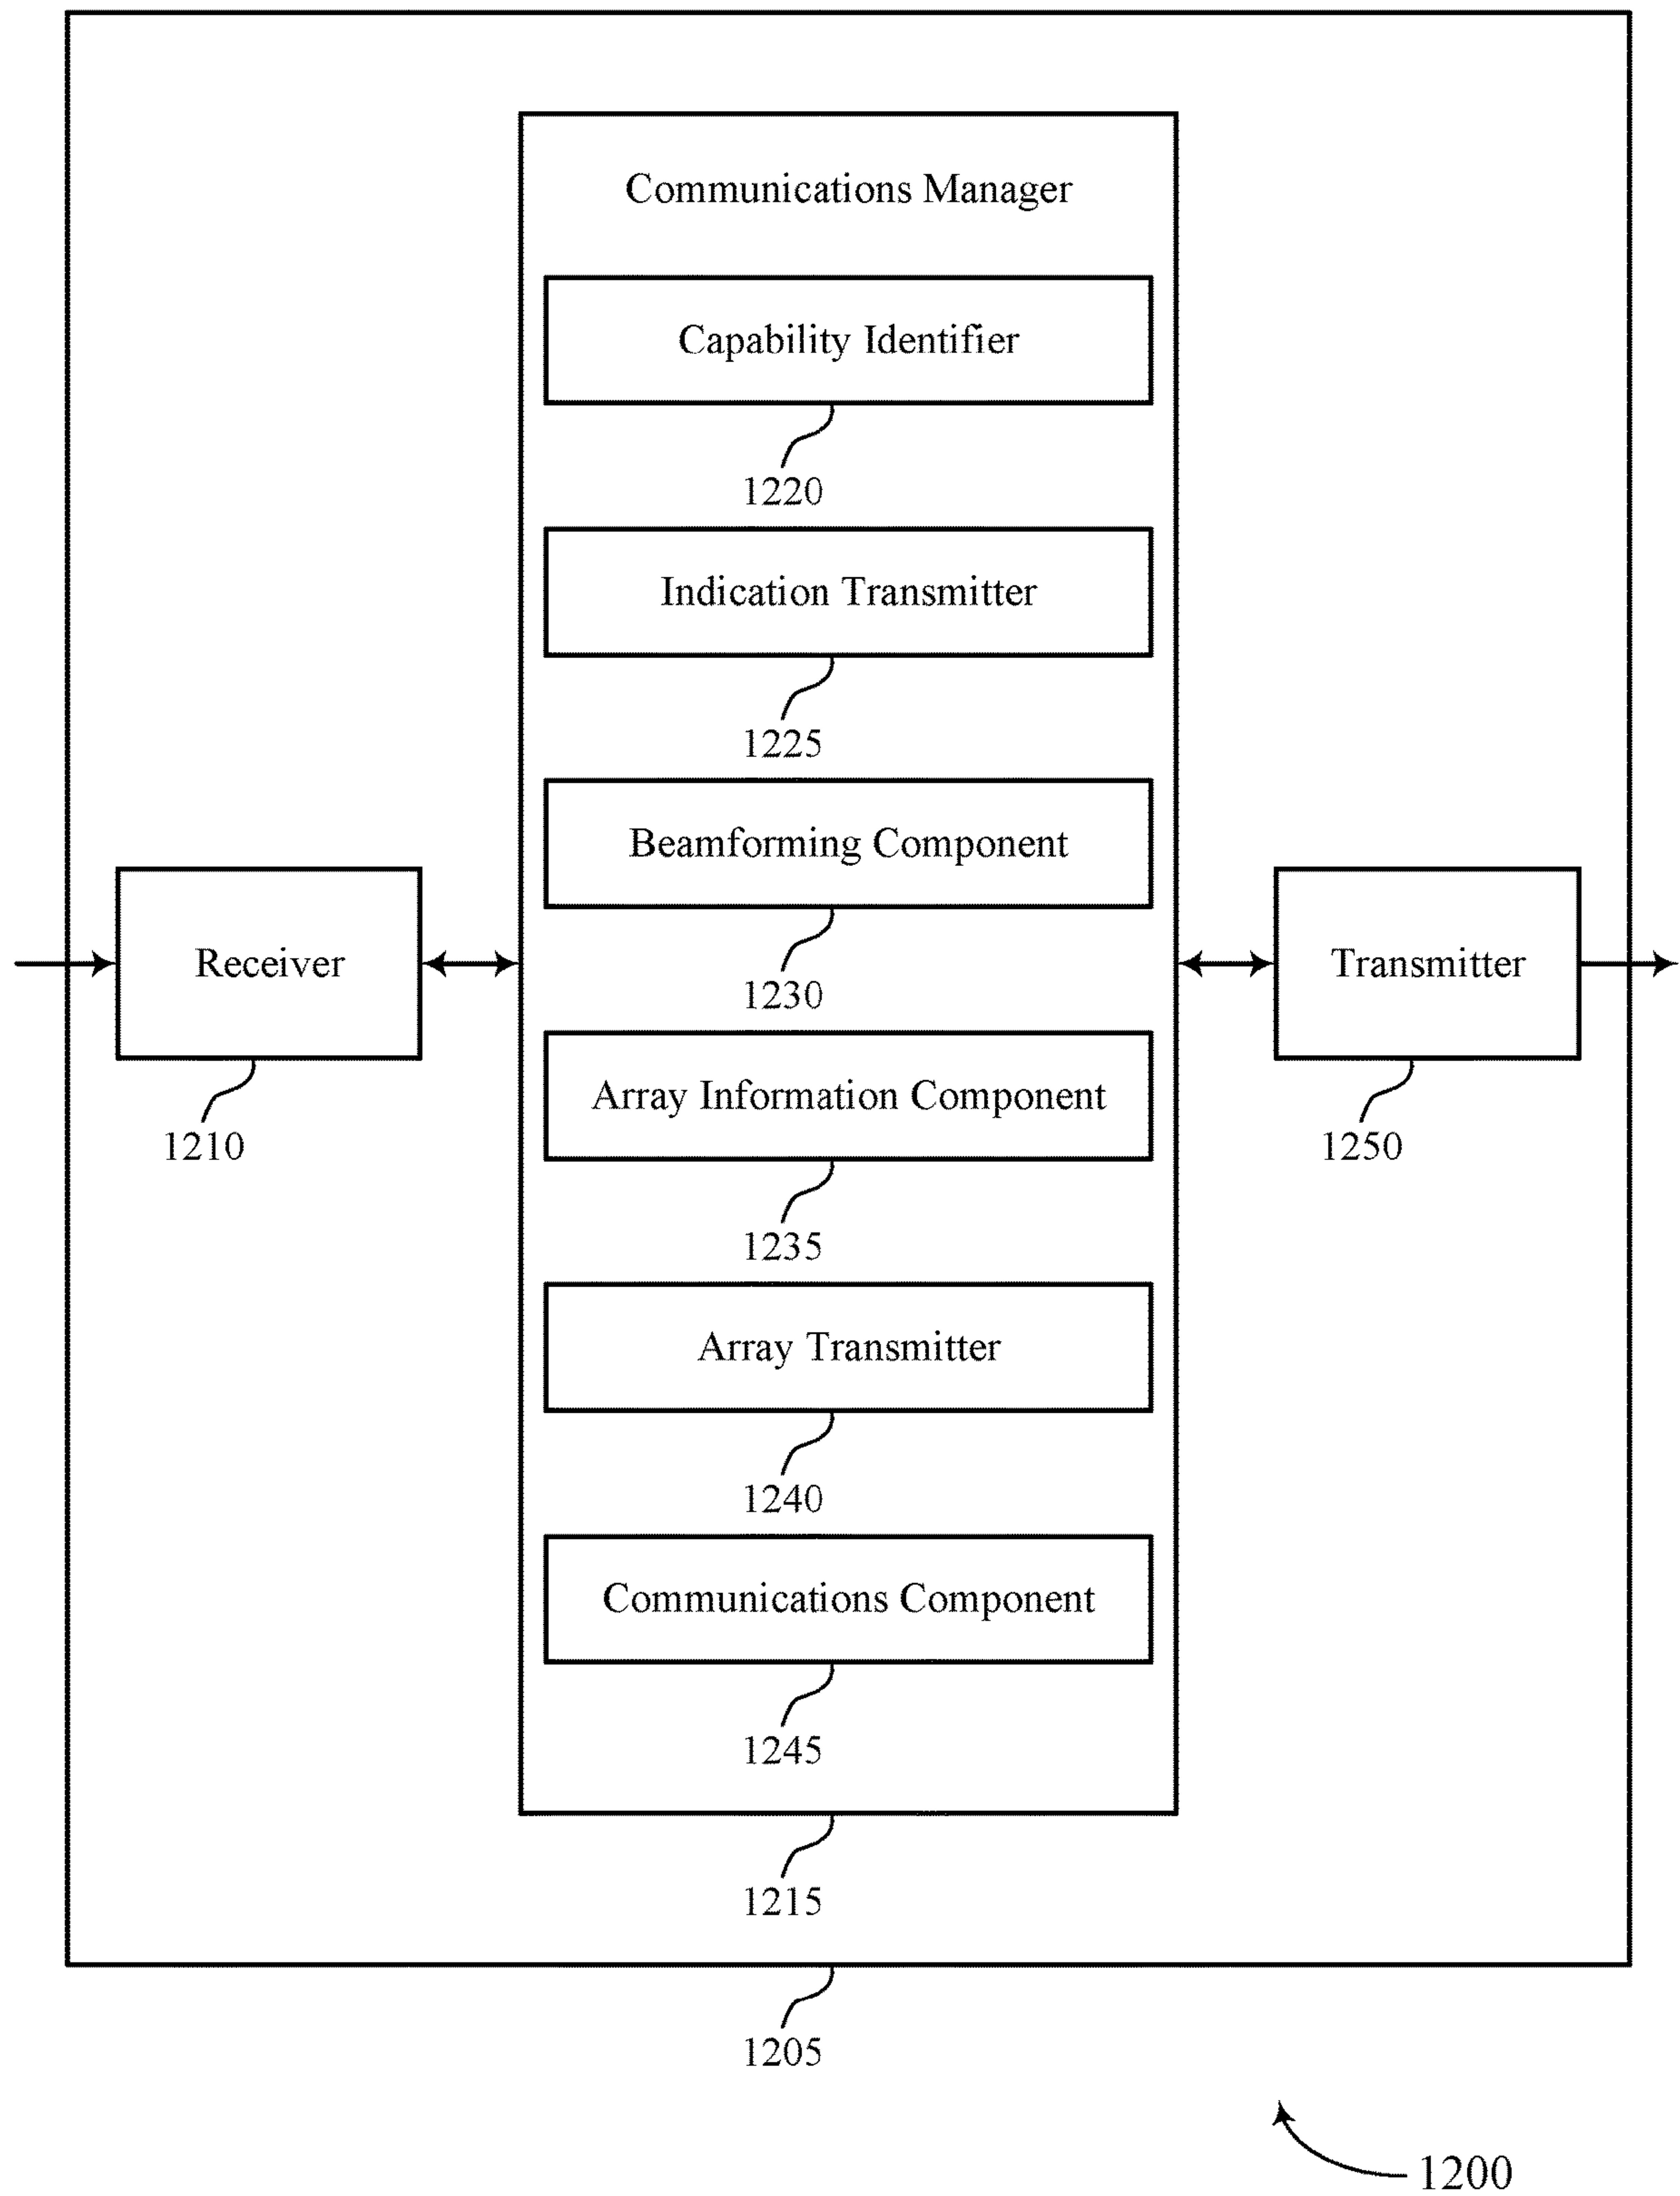 Communications Manager
Capability Identifier
1220
Indication Transmitter
1225
Beamforming Component
1230
Receiver
1210
Transmitter
1250
Array Information Component
1235
Array Transmitter
1240
Communications Component
1245
1215
1205
1200